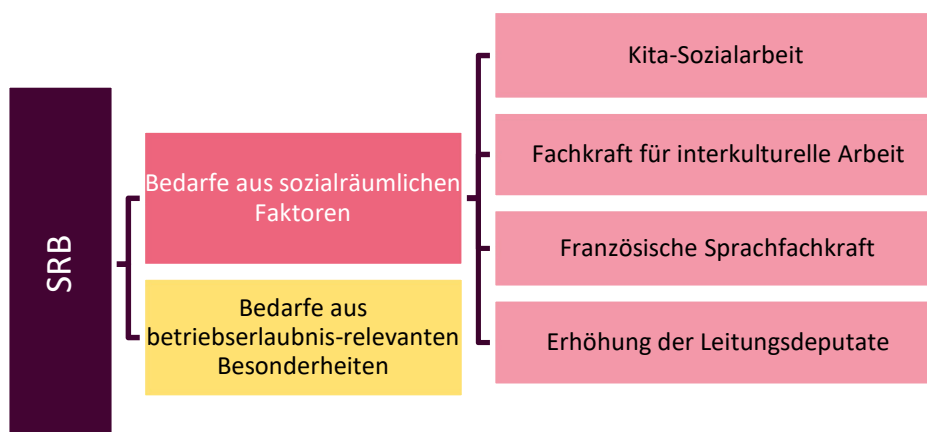 SRB
Bedarfe aus sozialräumlichen
Faktoren
Bedarfe aus
betriebserlaubnis-relevanten
Besonderheiten
Kita-Sozialarbeit
Fachkraft für interkulturelle Arbeit
Französische Sprachfachkraft
Erhöhung der Leitungsdeputate